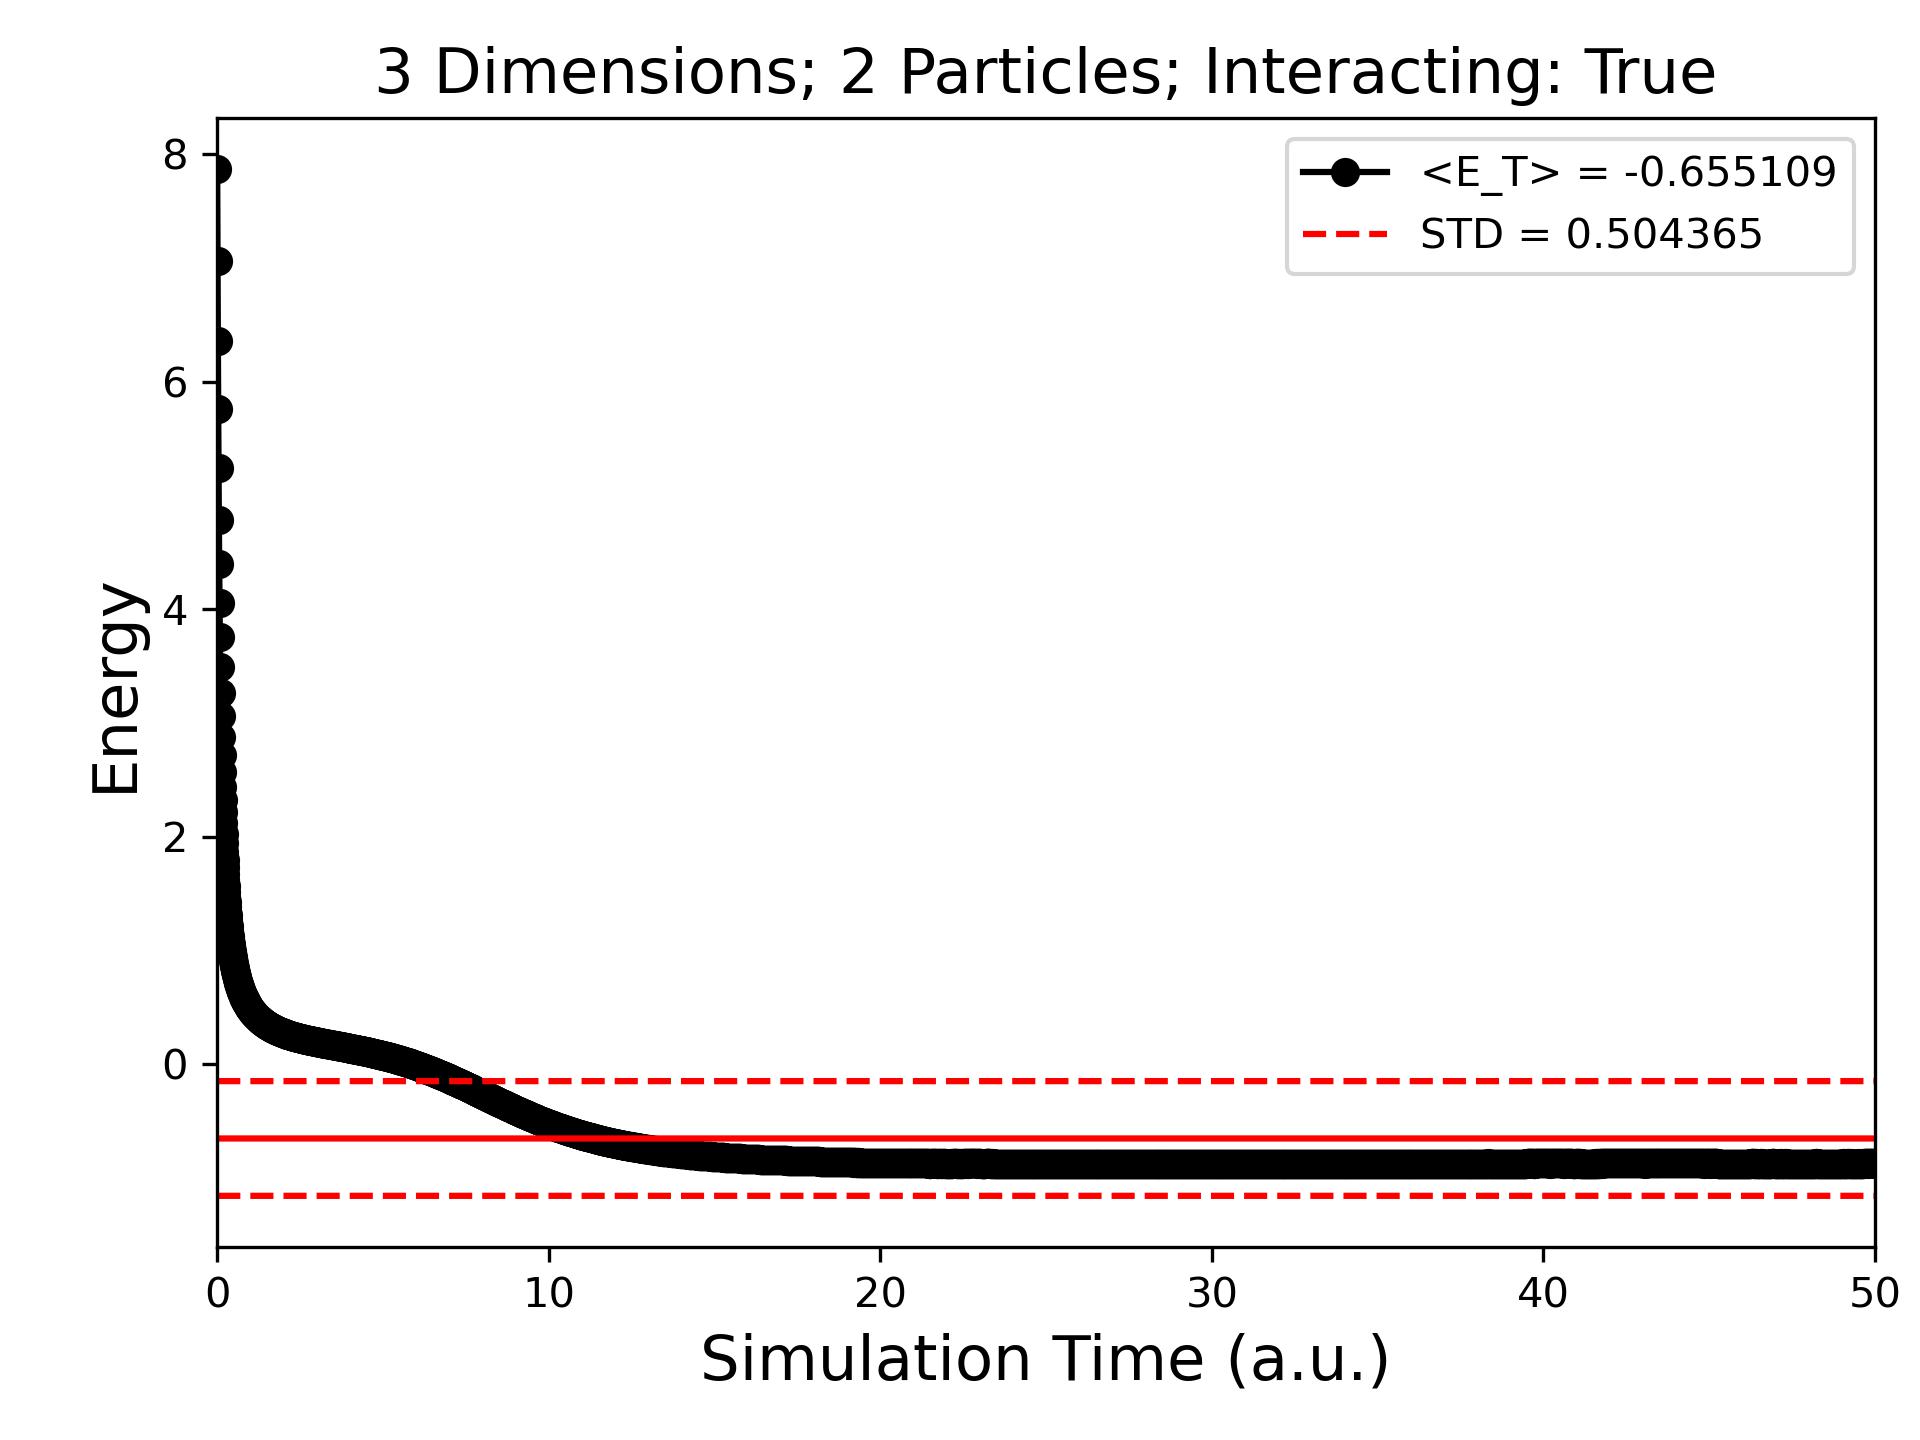 3 Dimensions; 2 Particles; Interacting: True
<E_T> = -0.655109
STD = 0.504365
8
6
4
2
0
Energy
0 10 20 30 40 50
Simulation Time (a.u.)